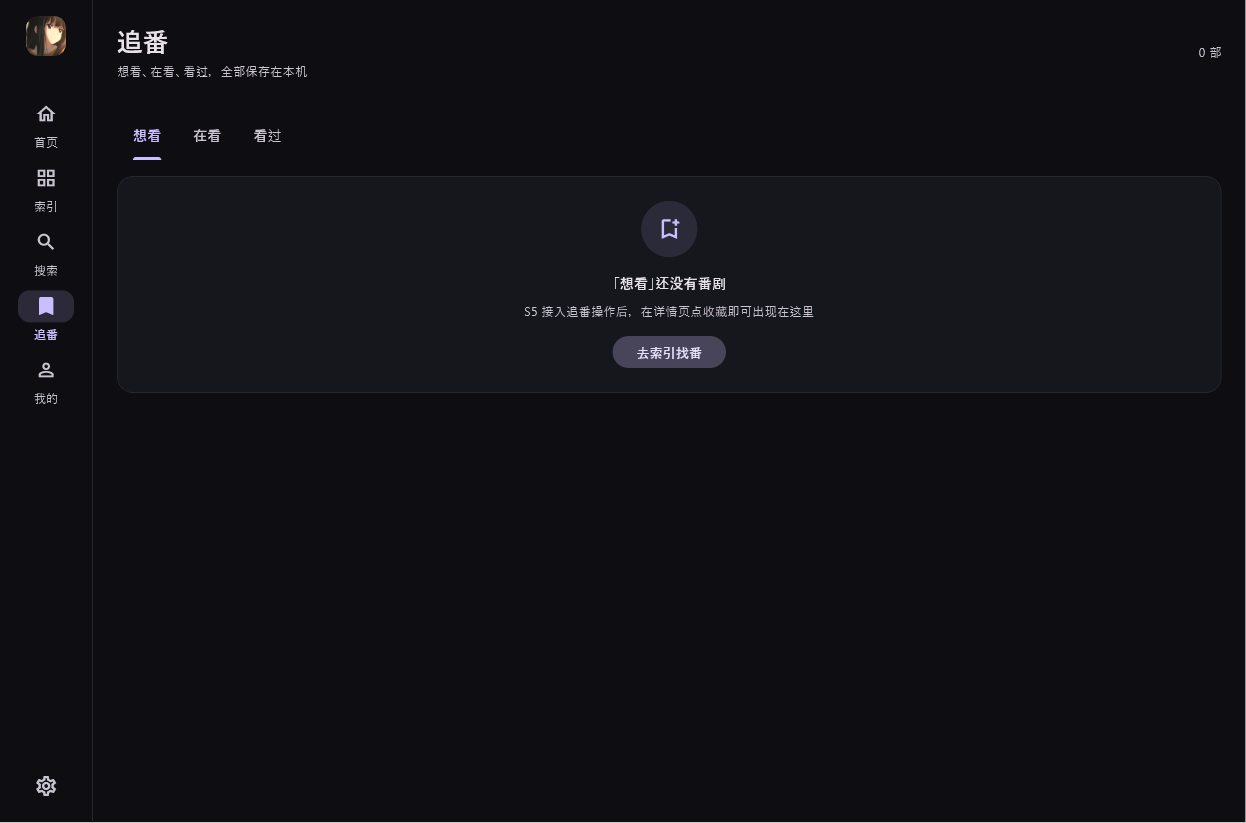 追番
想看、在看、看过，全部保存在本机
0 部
首页
索引
搜索
追番
我的
想看 在看 看过
「想看」还没有番剧
S5 接入追番操作后，在详情页点收藏即可出现在这里
去索引找番